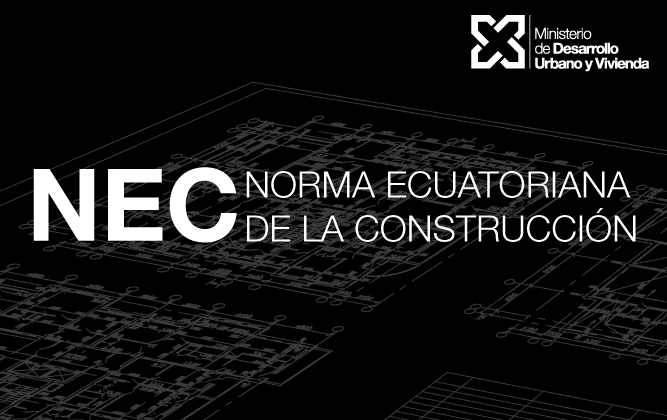 Ministerio
de Desarrollo
Urbano y Vivienda
NEC
NORMA ECUATORIANA
DE LA CONSTRUCCIÓN